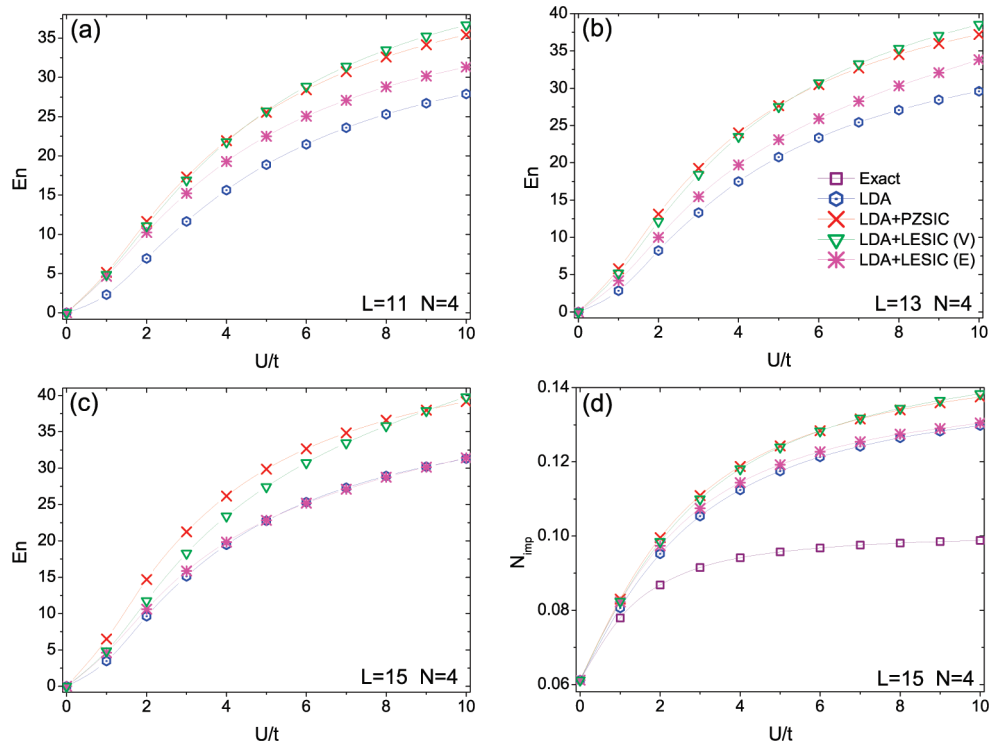 (a)
En
35
30
25
20
15
10
5
0
0 2 4 6 8 10
U/t
L=11 N=4
(b)
En
40
35
30
25
20
15
10
5
0
0 2 4 6 8 10
U/t
Exact
LDA
LDA+PZSIC
LDA+LESIC (V)
LDA+LESIC (E)
L=13 N=4
(c)
En
40
35
30
25
20
15
10
5
0
0 2 4 6 8 10
U/t
L=15 N=4
(d)
N_imp
0.14
0.12
0.10
0.08
0.06
0 2 4 6 8 10
U/t
L=15 N=4